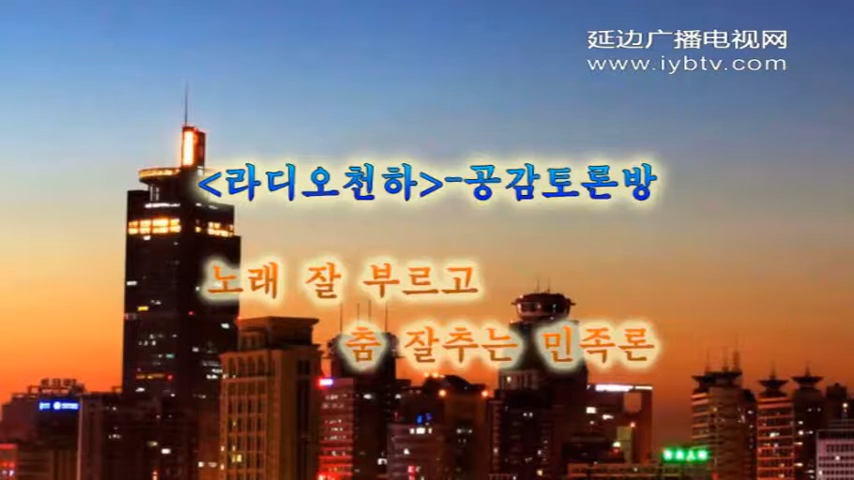 延边广播电视网
www.iybtv.com
<라디오천하>-공감토론방
노래 잘 부르고
춤 잘추는 민족론